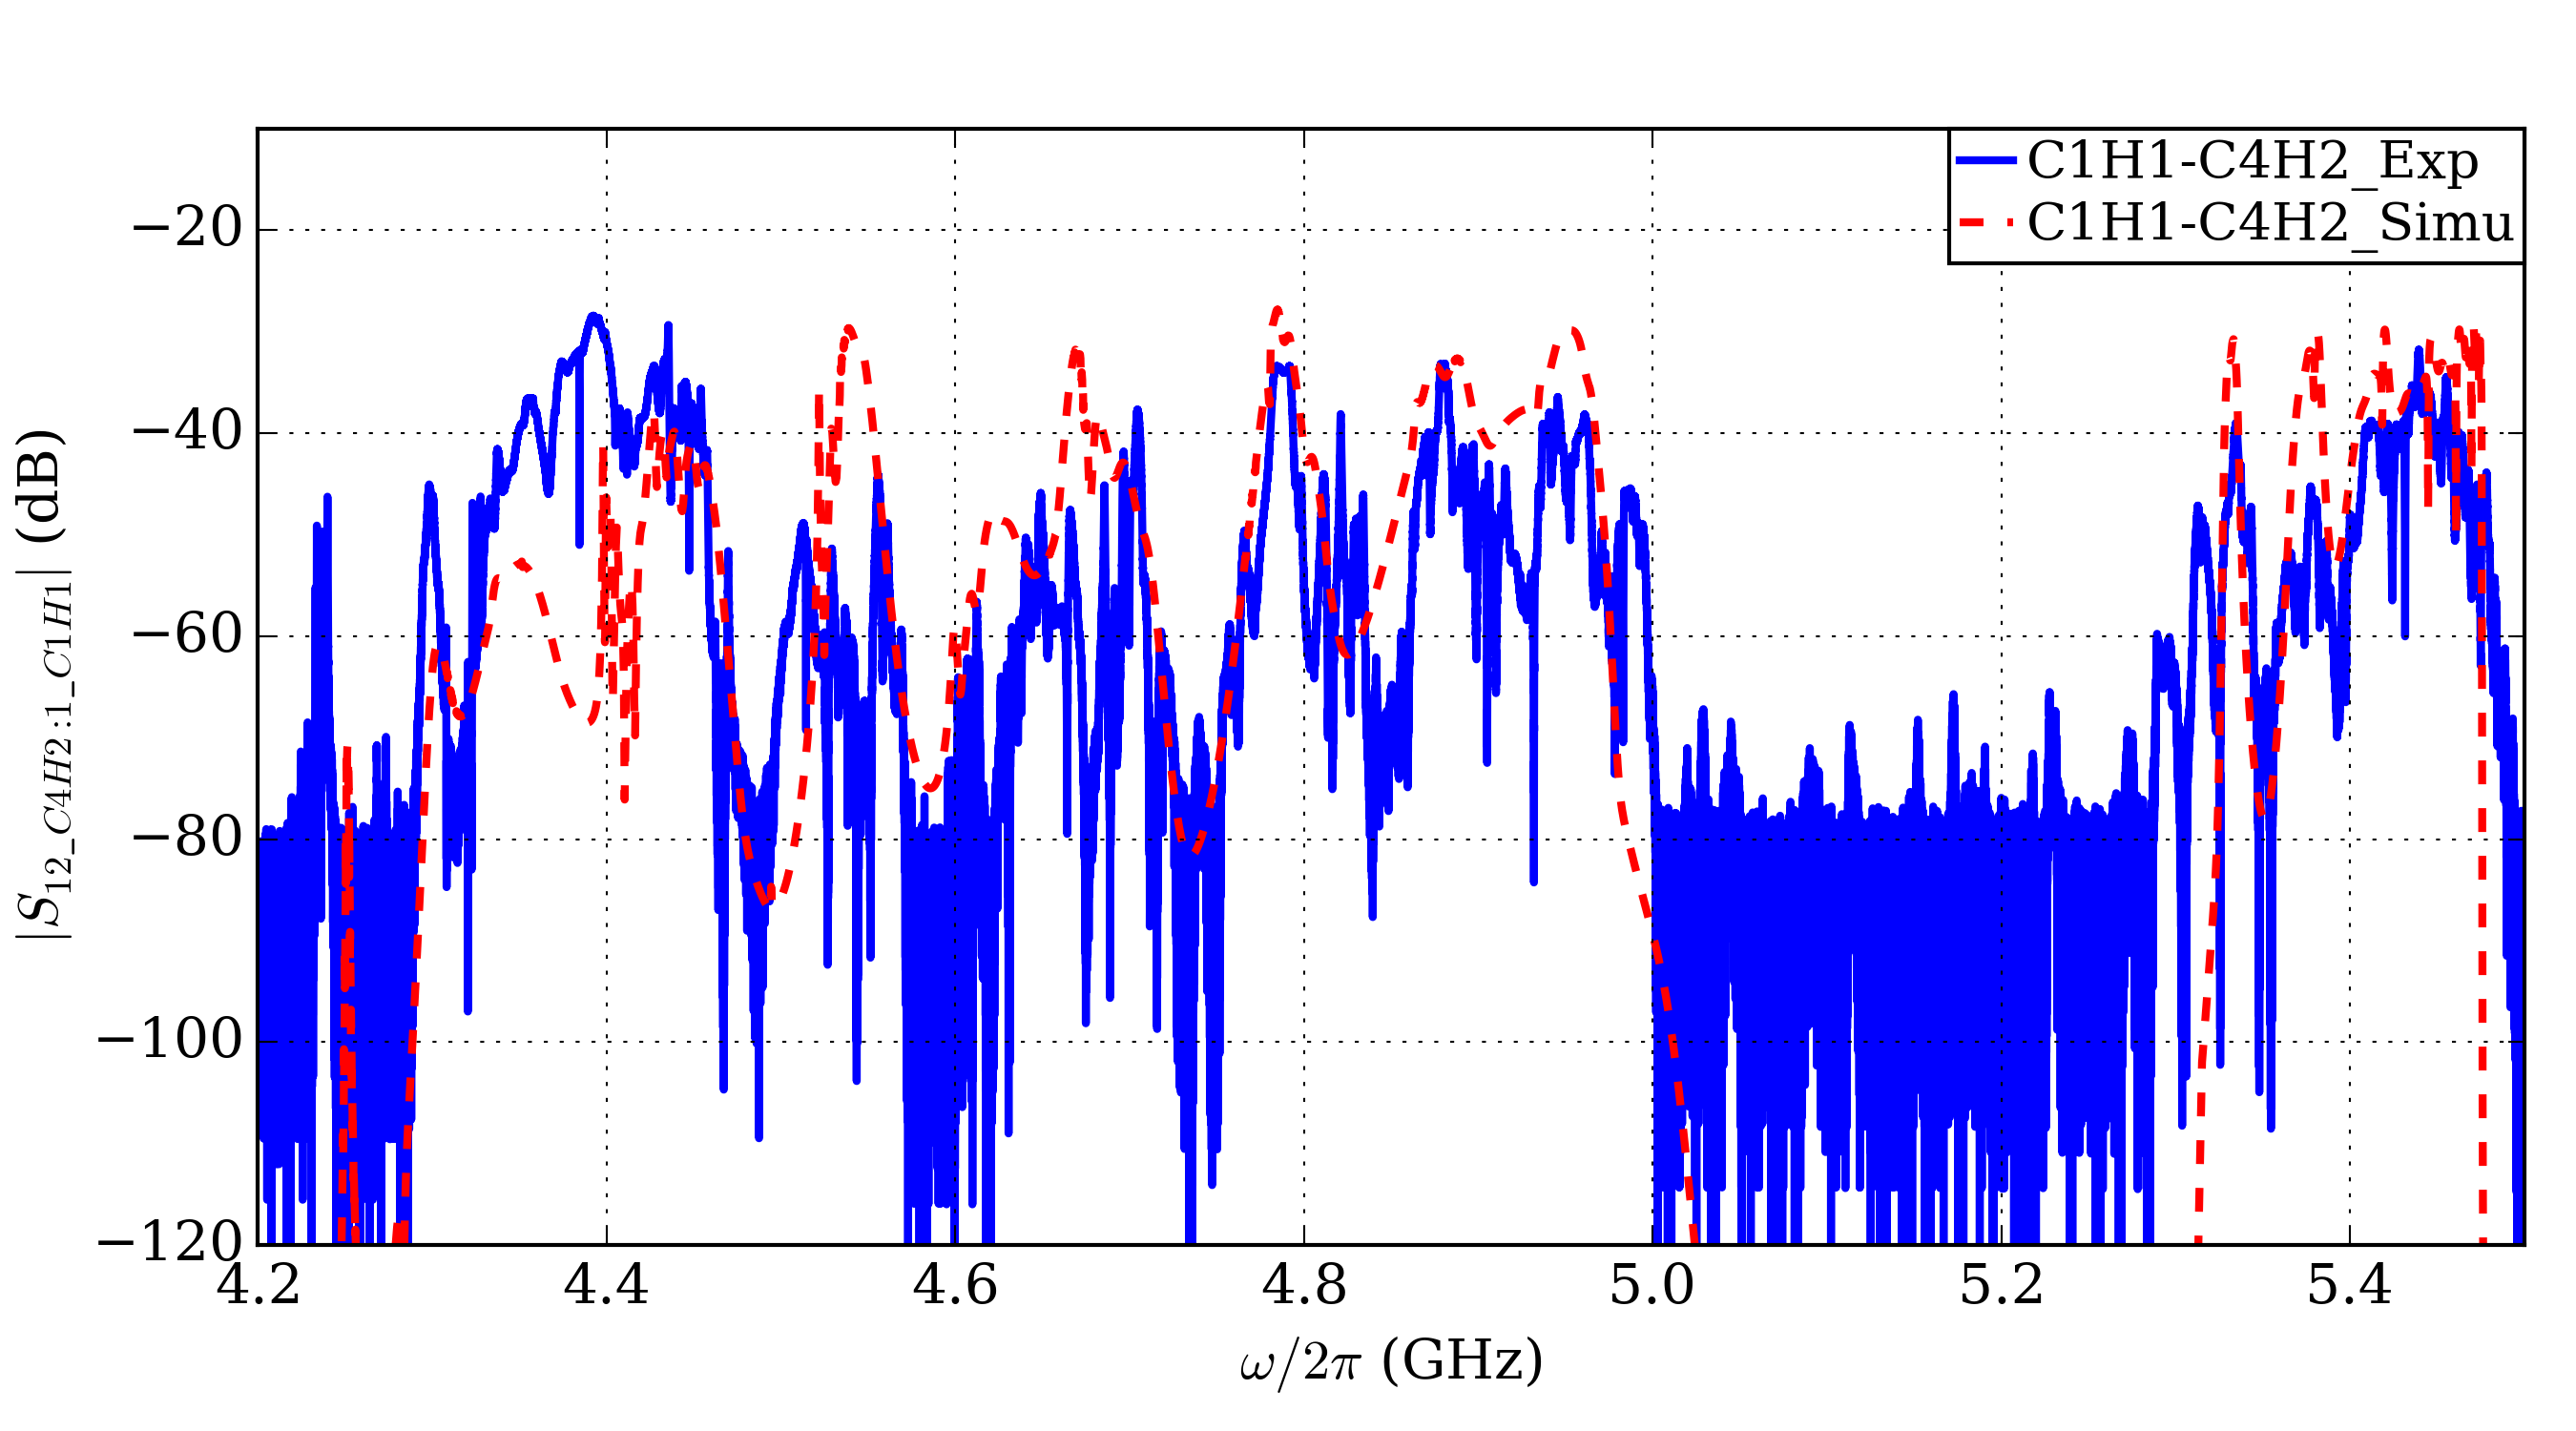 C1H1-C4H2_Exp
C1H1-C4H2_Simu
|S12_C4H2:1_C1H1| (dB)
−20
−40
−60
−80
−100
−120
4.2 4.4 4.6 4.8 5.0 5.2 5.4
ω/2π (GHz)